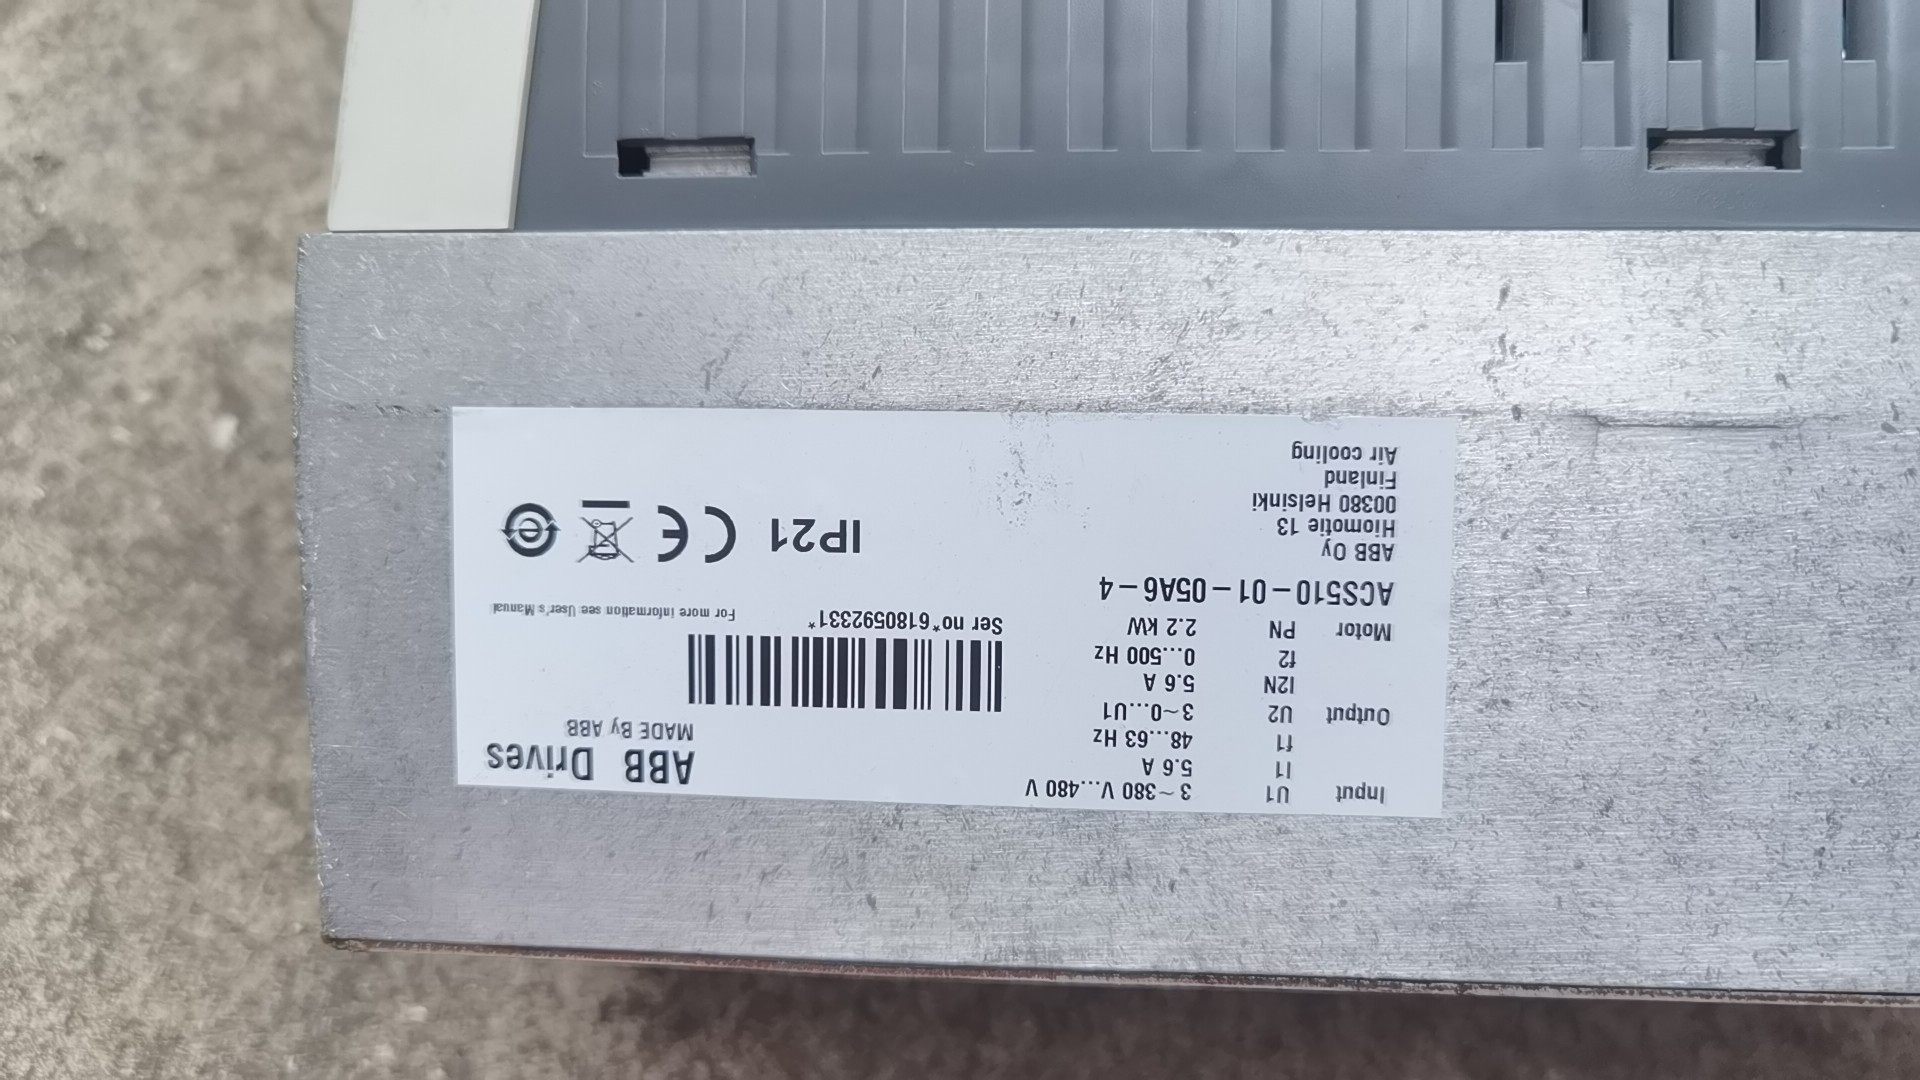 Input U1 3~380 V...480 V
I1 5.6 A
f1 48...63 Hz
Output U2 3~0...U1
I2N 5.6 A
f2 0...500 Hz
Motor PN 2.2 kW
ACS510-01-05A6-4
ABB Oy
Hiomotie 13
00380 Helsinki
Finland
Air cooling
ABB Drives
MADE By ABB
Ser no*6180592331*
For more information see User's Manual
IP21 CE e